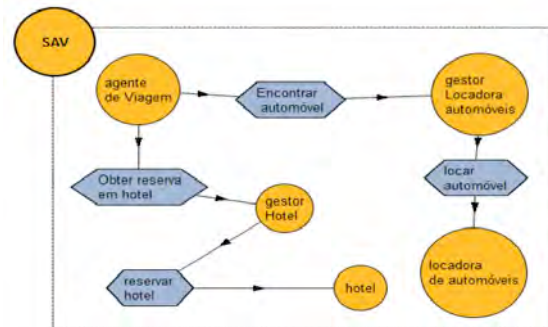 SAV
agente
de Viagem
Encontrar
automóvel
gestor
Locadora
automóveis
Obter reserva
em hotel
gestor
Hotel
locar
automóvel
reservar
hotel
hotel
locadora
de automóveis